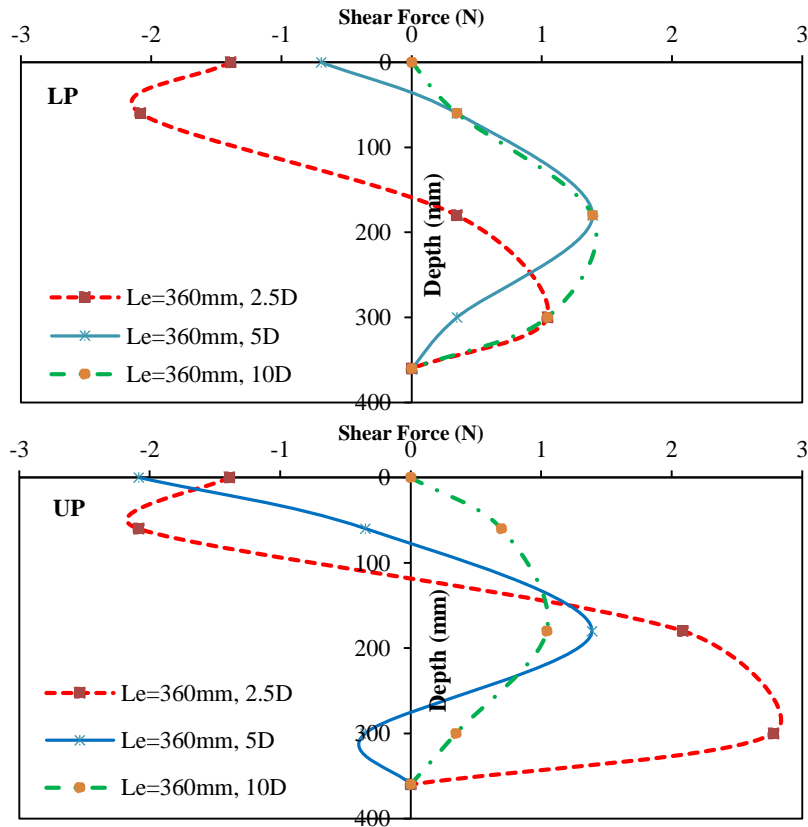 Shear Force (N)
-3 -2 -1 0 1 2 3
0
LP
100
Depth (mm)
200
Le=360mm, 2.5D
300
Le=360mm, 5D
Le=360mm, 10D
400
Shear Force (N)
-3 -2 -1 0 1 2 3
0
UP
100
Depth (mm)
200
Le=360mm, 2.5D
300
Le=360mm, 5D
Le=360mm, 10D
400